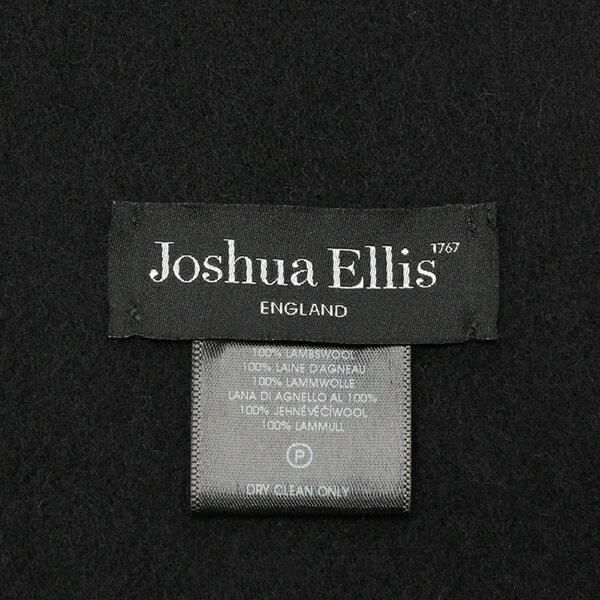 Joshua Ellis 1767
ENGLAND
100% LAMBSWOOL
100% LAINE D'AGNEAU
100% LAMMWOLLE
LANA DI AGNELLO AL 100%
100% JEHNĚVĚČÍWOOL
100% LAMMULL
P
DRY CLEAN ONLY